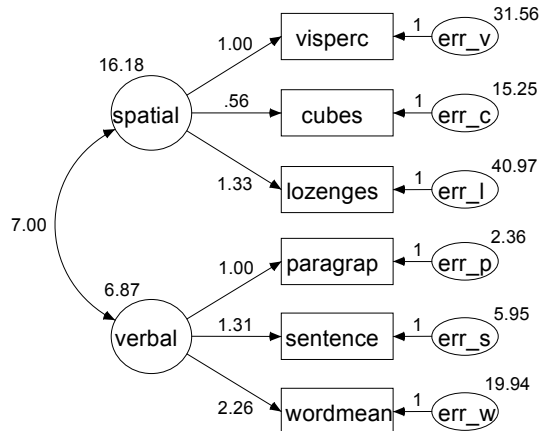 31.56
1.00
visperc
1
err_v
16.18
15.25
spatial
.56
cubes
1
err_c
40.97
1.33
lozenges
1
err_l
7.00
2.36
1.00
paragrap
1
err_p
6.87
5.95
verbal
1.31
sentence
1
err_s
19.94
2.26
wordmean
1
err_w